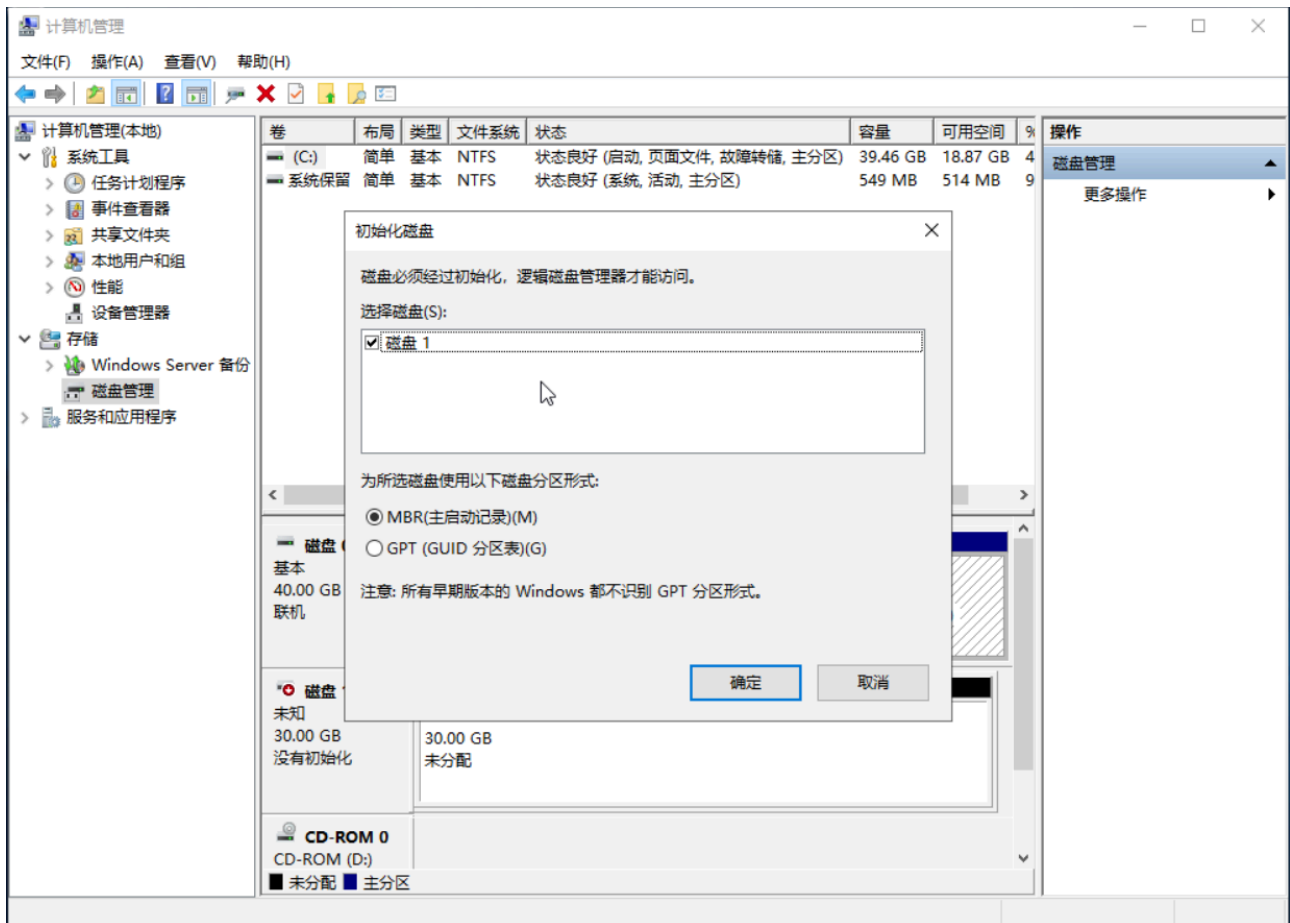 计算机管理
文件(F) 操作(A) 查看(V) 帮助(H)
计算机管理(本地)
系统工具
任务计划程序
事件查看器
共享文件夹
本地用户和组
性能
设备管理器
存储
Windows Server 备份
磁盘管理
服务和应用程序
卷 布局 类型 文件系统 状态 容量 可用空间 %
(C:) 简单 基本 NTFS 状态良好 (启动, 页面文件, 故障转储, 主分区) 39.46 GB 18.87 GB 4
系统保留 简单 基本 NTFS 状态良好 (系统, 活动, 主分区) 549 MB 514 MB 9
初始化磁盘
磁盘必须经过初始化，逻辑磁盘管理器才能访问。
选择磁盘(S):
磁盘 1
为所选磁盘使用以下磁盘分区形式:
MBR(主启动记录)(M)
GPT (GUID 分区表)(G)
注意: 所有早期版本的 Windows 都不识别 GPT 分区形式。
确定 取消
磁盘
基本
40.00 GB
联机
磁盘
未知
30.00 GB
没有初始化
30.00 GB
未分配
CD-ROM 0
CD-ROM (D:)
未分配 主分区
操作
磁盘管理
更多操作